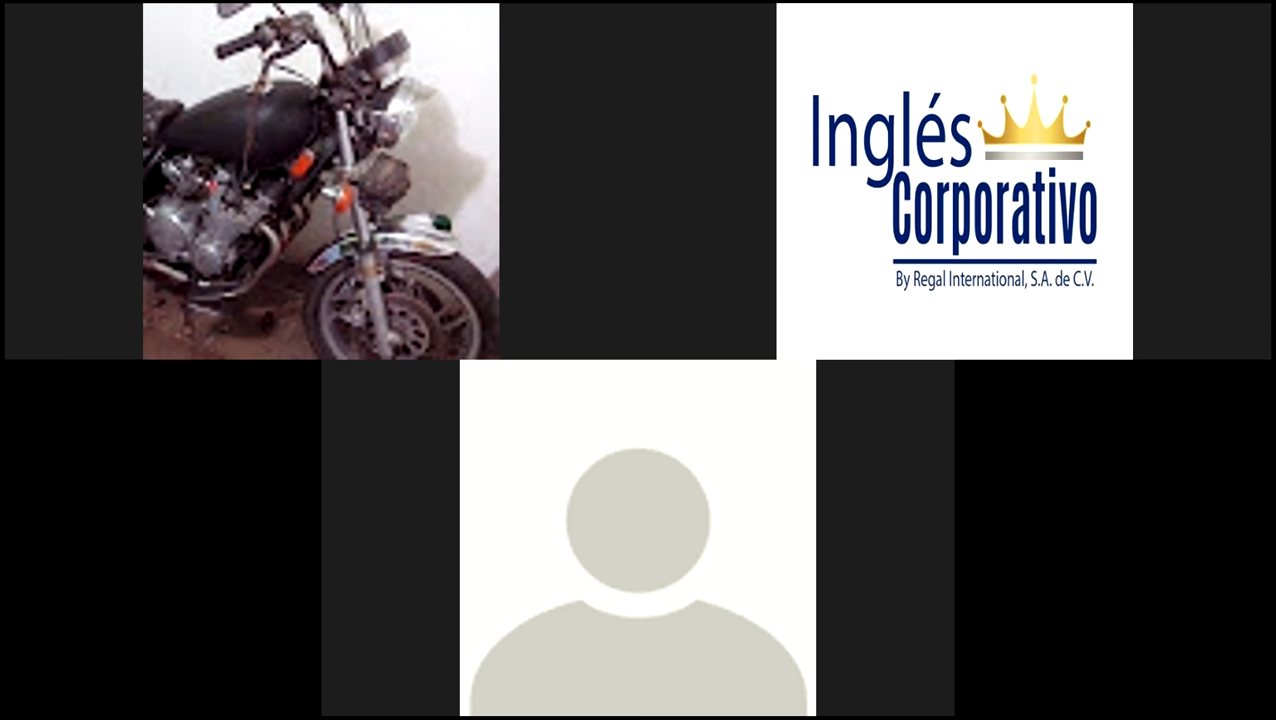 Inglés
Corporativo
By Regal International, S.A. de C.V.